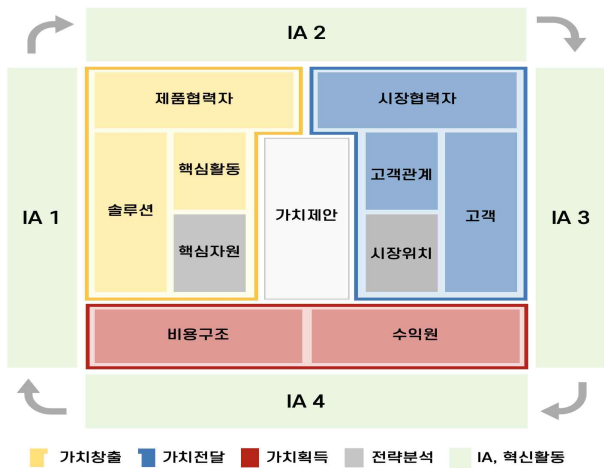 IA 2
제품협력자
시장협력자
핵심활동
고객관계
IA 1
솔루션
가치제안
고객
IA 3
핵심자원
시장위치
비용구조
수익원
IA 4
가치창출
가치전달
가치획득
전략분석
IA, 혁신활동